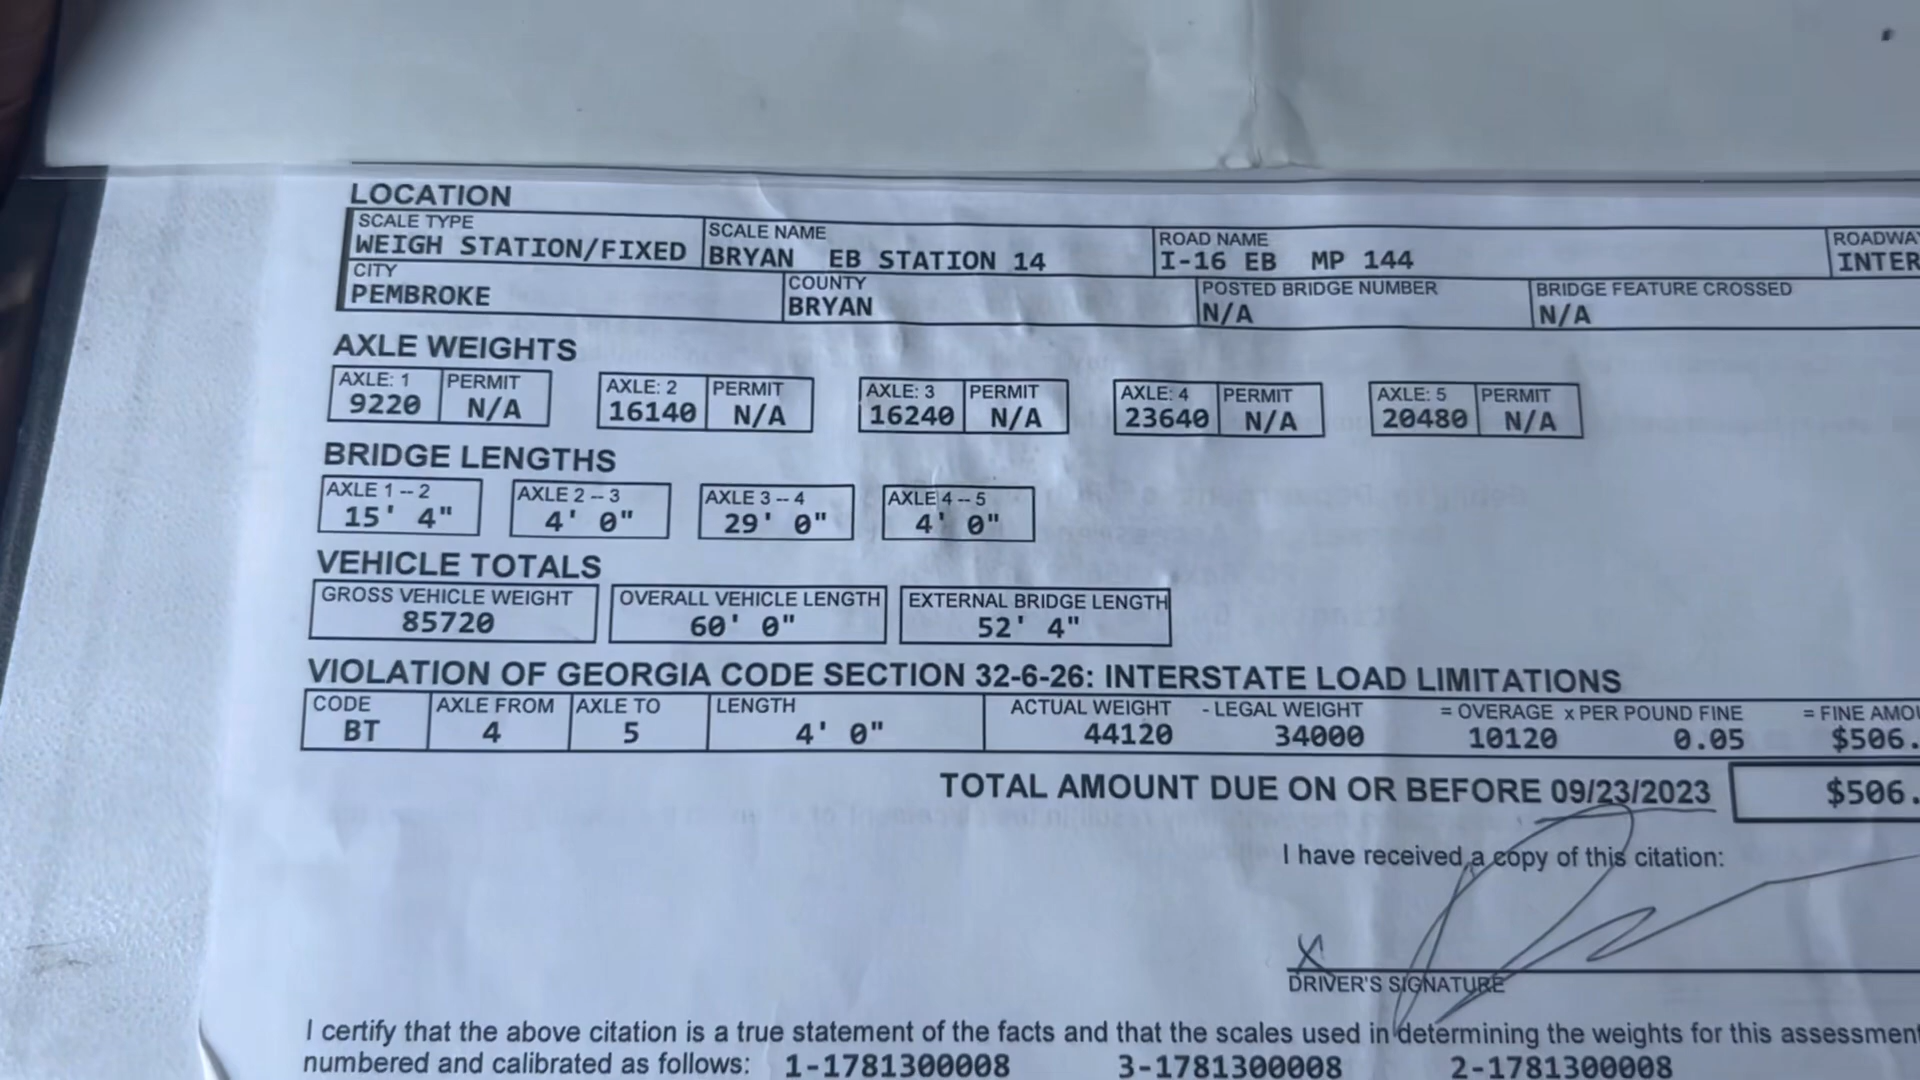 LOCATION
SCALE TYPE SCALE NAME ROAD NAME
WEIGH STATION/FIXED BRYAN EB STATION 14 I-16 EB MP 144
CITY COUNTY POSTED BRIDGE NUMBER BRIDGE FEATURE CROSSED
PEMBROKE BRYAN N/A N/A
AXLE WEIGHTS
AXLE: 1 PERMIT AXLE: 2 PERMIT AXLE: 3 PERMIT AXLE: 4 PERMIT AXLE: 5 PERMIT
9220 N/A 16140 N/A 16240 N/A 23640 N/A 20480 N/A
BRIDGE LENGTHS
AXLE 1 -- 2 AXLE 2 -- 3 AXLE 3 -- 4 AXLE 4 -- 5
15' 4" 4' 0" 29' 0" 4' 0"
VEHICLE TOTALS
GROSS VEHICLE WEIGHT OVERALL VEHICLE LENGTH EXTERNAL BRIDGE LENGTH
85720 60' 0" 52' 4"
VIOLATION OF GEORGIA CODE SECTION 32-6-26: INTERSTATE LOAD LIMITATIONS
CODE AXLE FROM AXLE TO LENGTH ACTUAL WEIGHT - LEGAL WEIGHT = OVERAGE x PER POUND FINE = FINE
BT 4 5 4' 0" 44120 34000 10120 0.05 $506.
TOTAL AMOUNT DUE ON OR BEFORE 09/23/2023 $506.
I have received a copy of this citation:
X
DRIVER'S SIGNATURE
I certify that the above citation is a true statement of the facts and that the scales used in determining the weights for this assessment
numbered and calibrated as follows: 1-1781300008 3-1781300008 2-1781300008